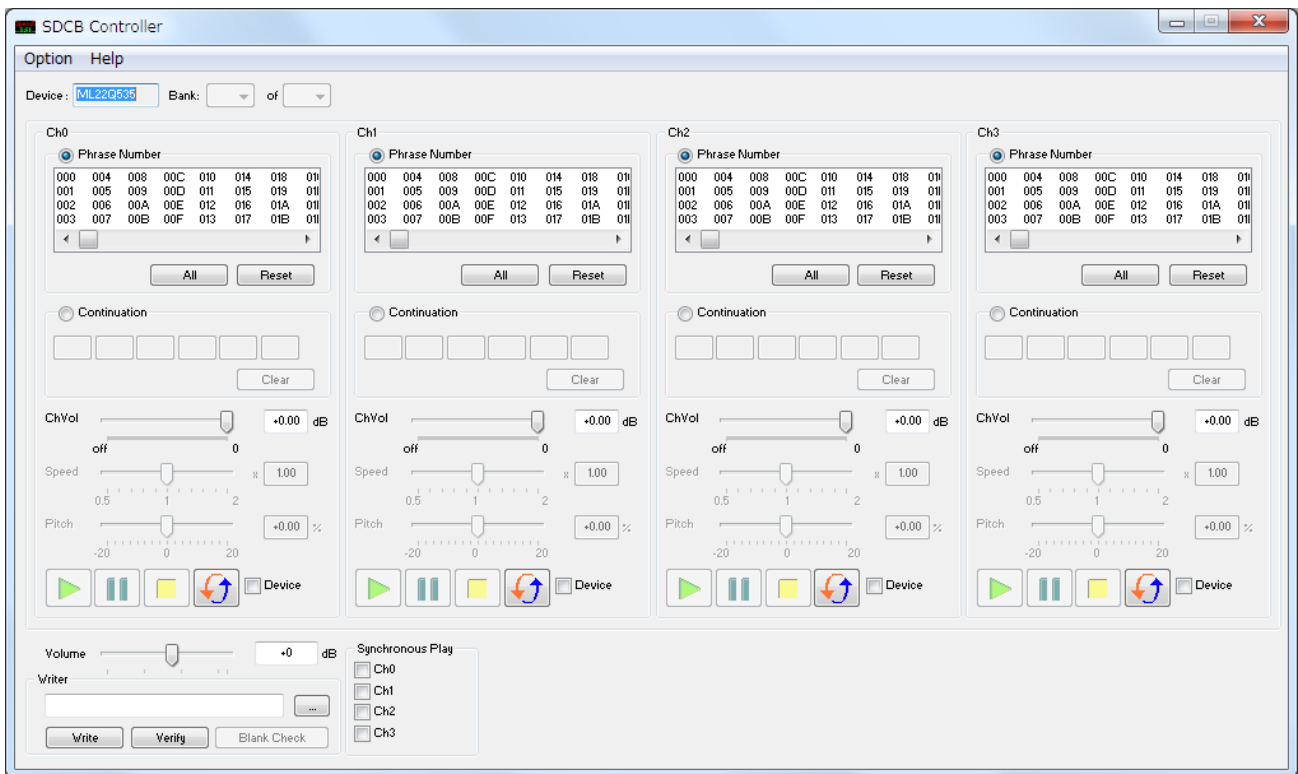 SDCB Controller
Option Help
Device : ML22Q535 Bank: of
Ch0
Phrase Number
000 004 008 00C 010 014 018
001 005 009 00D 011 015 019
002 006 00A 00E 012 016 01A
003 007 00B 00F 013 017 01B
All Reset
Continuation
Clear
ChVol +0.00 dB
off 0
Speed x 1.00
0.5 1 2
Pitch +0.00 %
-20 0 20
Device
Ch1
Phrase Number
000 004 008 00C 010 014 018
001 005 009 00D 011 015 019
002 006 00A 00E 012 016 01A
003 007 00B 00F 013 017 01B
All Reset
Continuation
Clear
ChVol +0.00 dB
off 0
Speed x 1.00
0.5 1 2
Pitch +0.00 %
-20 0 20
Device
Ch2
Phrase Number
000 004 008 00C 010 014 018
001 005 009 00D 011 015 019
002 006 00A 00E 012 016 01A
003 007 00B 00F 013 017 01B
All Reset
Continuation
Clear
ChVol +0.00 dB
off 0
Speed x 1.00
0.5 1 2
Pitch +0.00 %
-20 0 20
Device
Ch3
Phrase Number
000 004 008 00C 010 014 018
001 005 009 00D 011 015 019
002 006 00A 00E 012 016 01A
003 007 00B 00F 013 017 01B
All Reset
Continuation
Clear
ChVol +0.00 dB
off 0
Speed x 1.00
0.5 1 2
Pitch +0.00 %
-20 0 20
Device
Volume +0 dB
Writer
...
Write Verify Blank Check
Synchronous Play
Ch0
Ch1
Ch2
Ch3